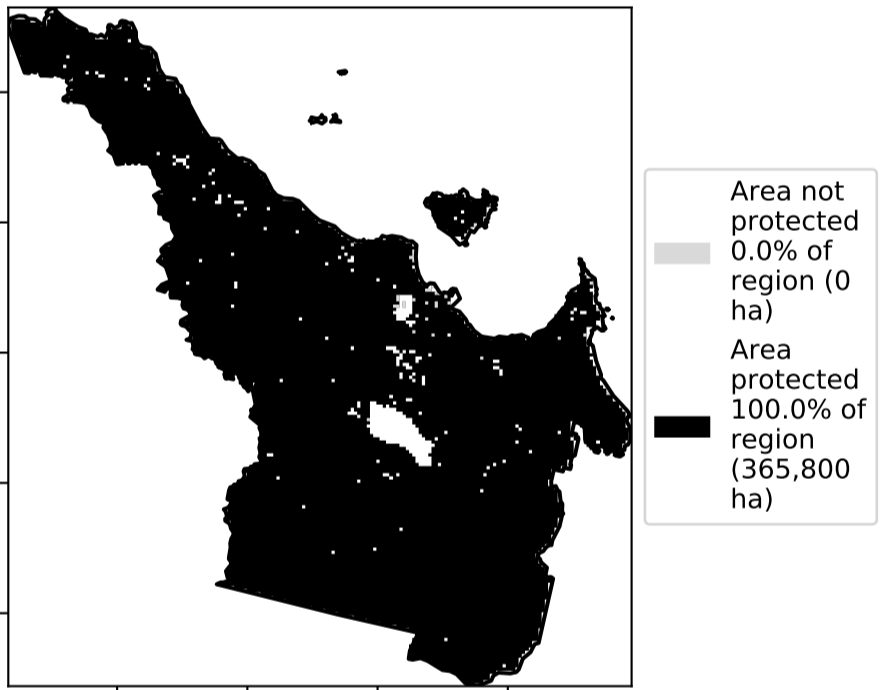 Area not
protected
0.0% of
region (0
ha)
Area
protected
100.0% of
region
(365,800
ha)